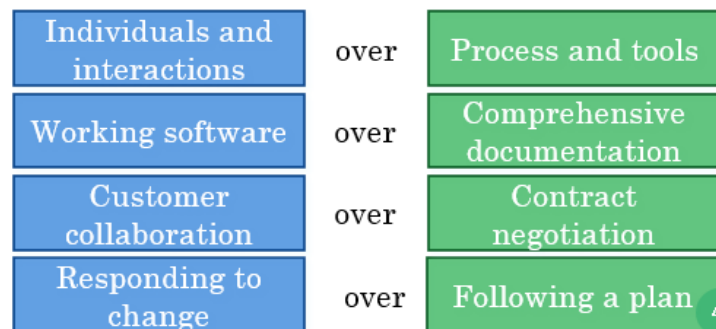 Individuals and
interactions
over
Process and tools
Working software
over
Comprehensive
documentation
Customer
collaboration
over
Contract
negotiation
Responding to
change
over
Following a plan